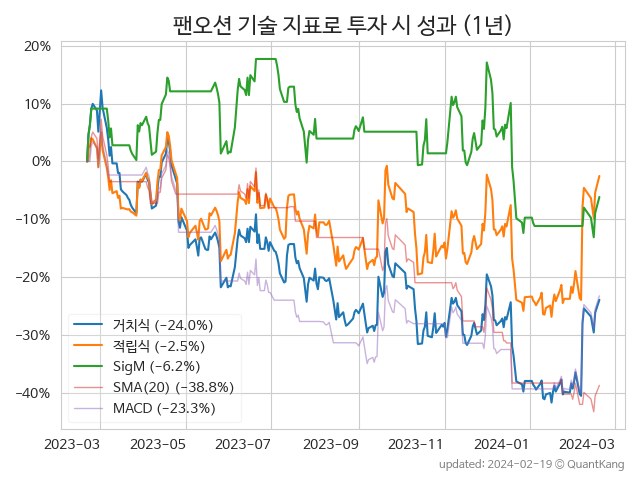 팬오션 기술 지표로 투자 시 성과 (1년)
20%
10%
0%
−10%
−20%
−30%
−40%
거치식 (−24.0%)
적립식 (−2.5%)
SigM (−6.2%)
SMA(20) (−38.8%)
MACD (−23.3%)
2023-03
2023-05
2023-07
2023-09
2023-11
2024-01
2024-03
updated: 2024-02-19 © QuantKang